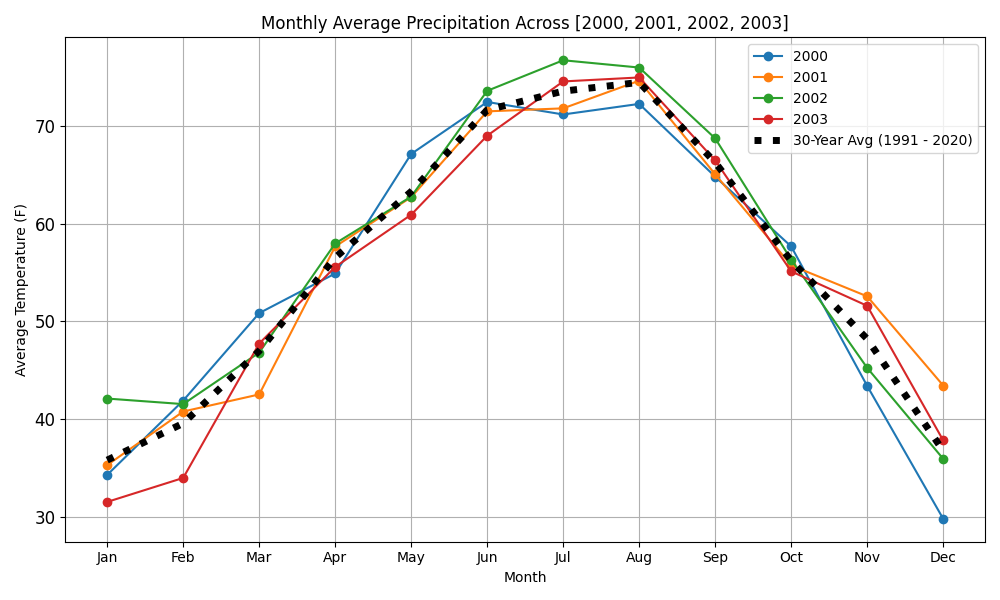 Monthly Average Precipitation Across [2000, 2001, 2002, 2003]
2000
2001
2002
2003
30-Year Avg (1991 - 2020)
Average Temperature (F)
70
60
50
40
30
Jan Feb Mar Apr May Jun Jul Aug Sep Oct Nov Dec
Month